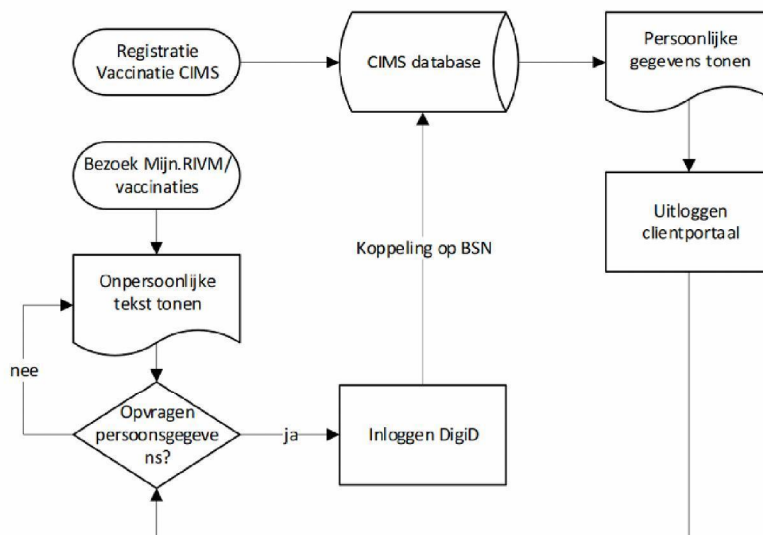 Registratie
Vaccinatie CIMS
CIMS database
Persoonlijke
gegevens tonen
Bezoek Mijn.RIVM/
vaccinaties
Uitloggen
clientportaal
Koppeling op BSN
Onpersoonlijke
tekst tonen
nee
Opvragen
persoonsgegeve
ns?
ja
Inloggen DigiD